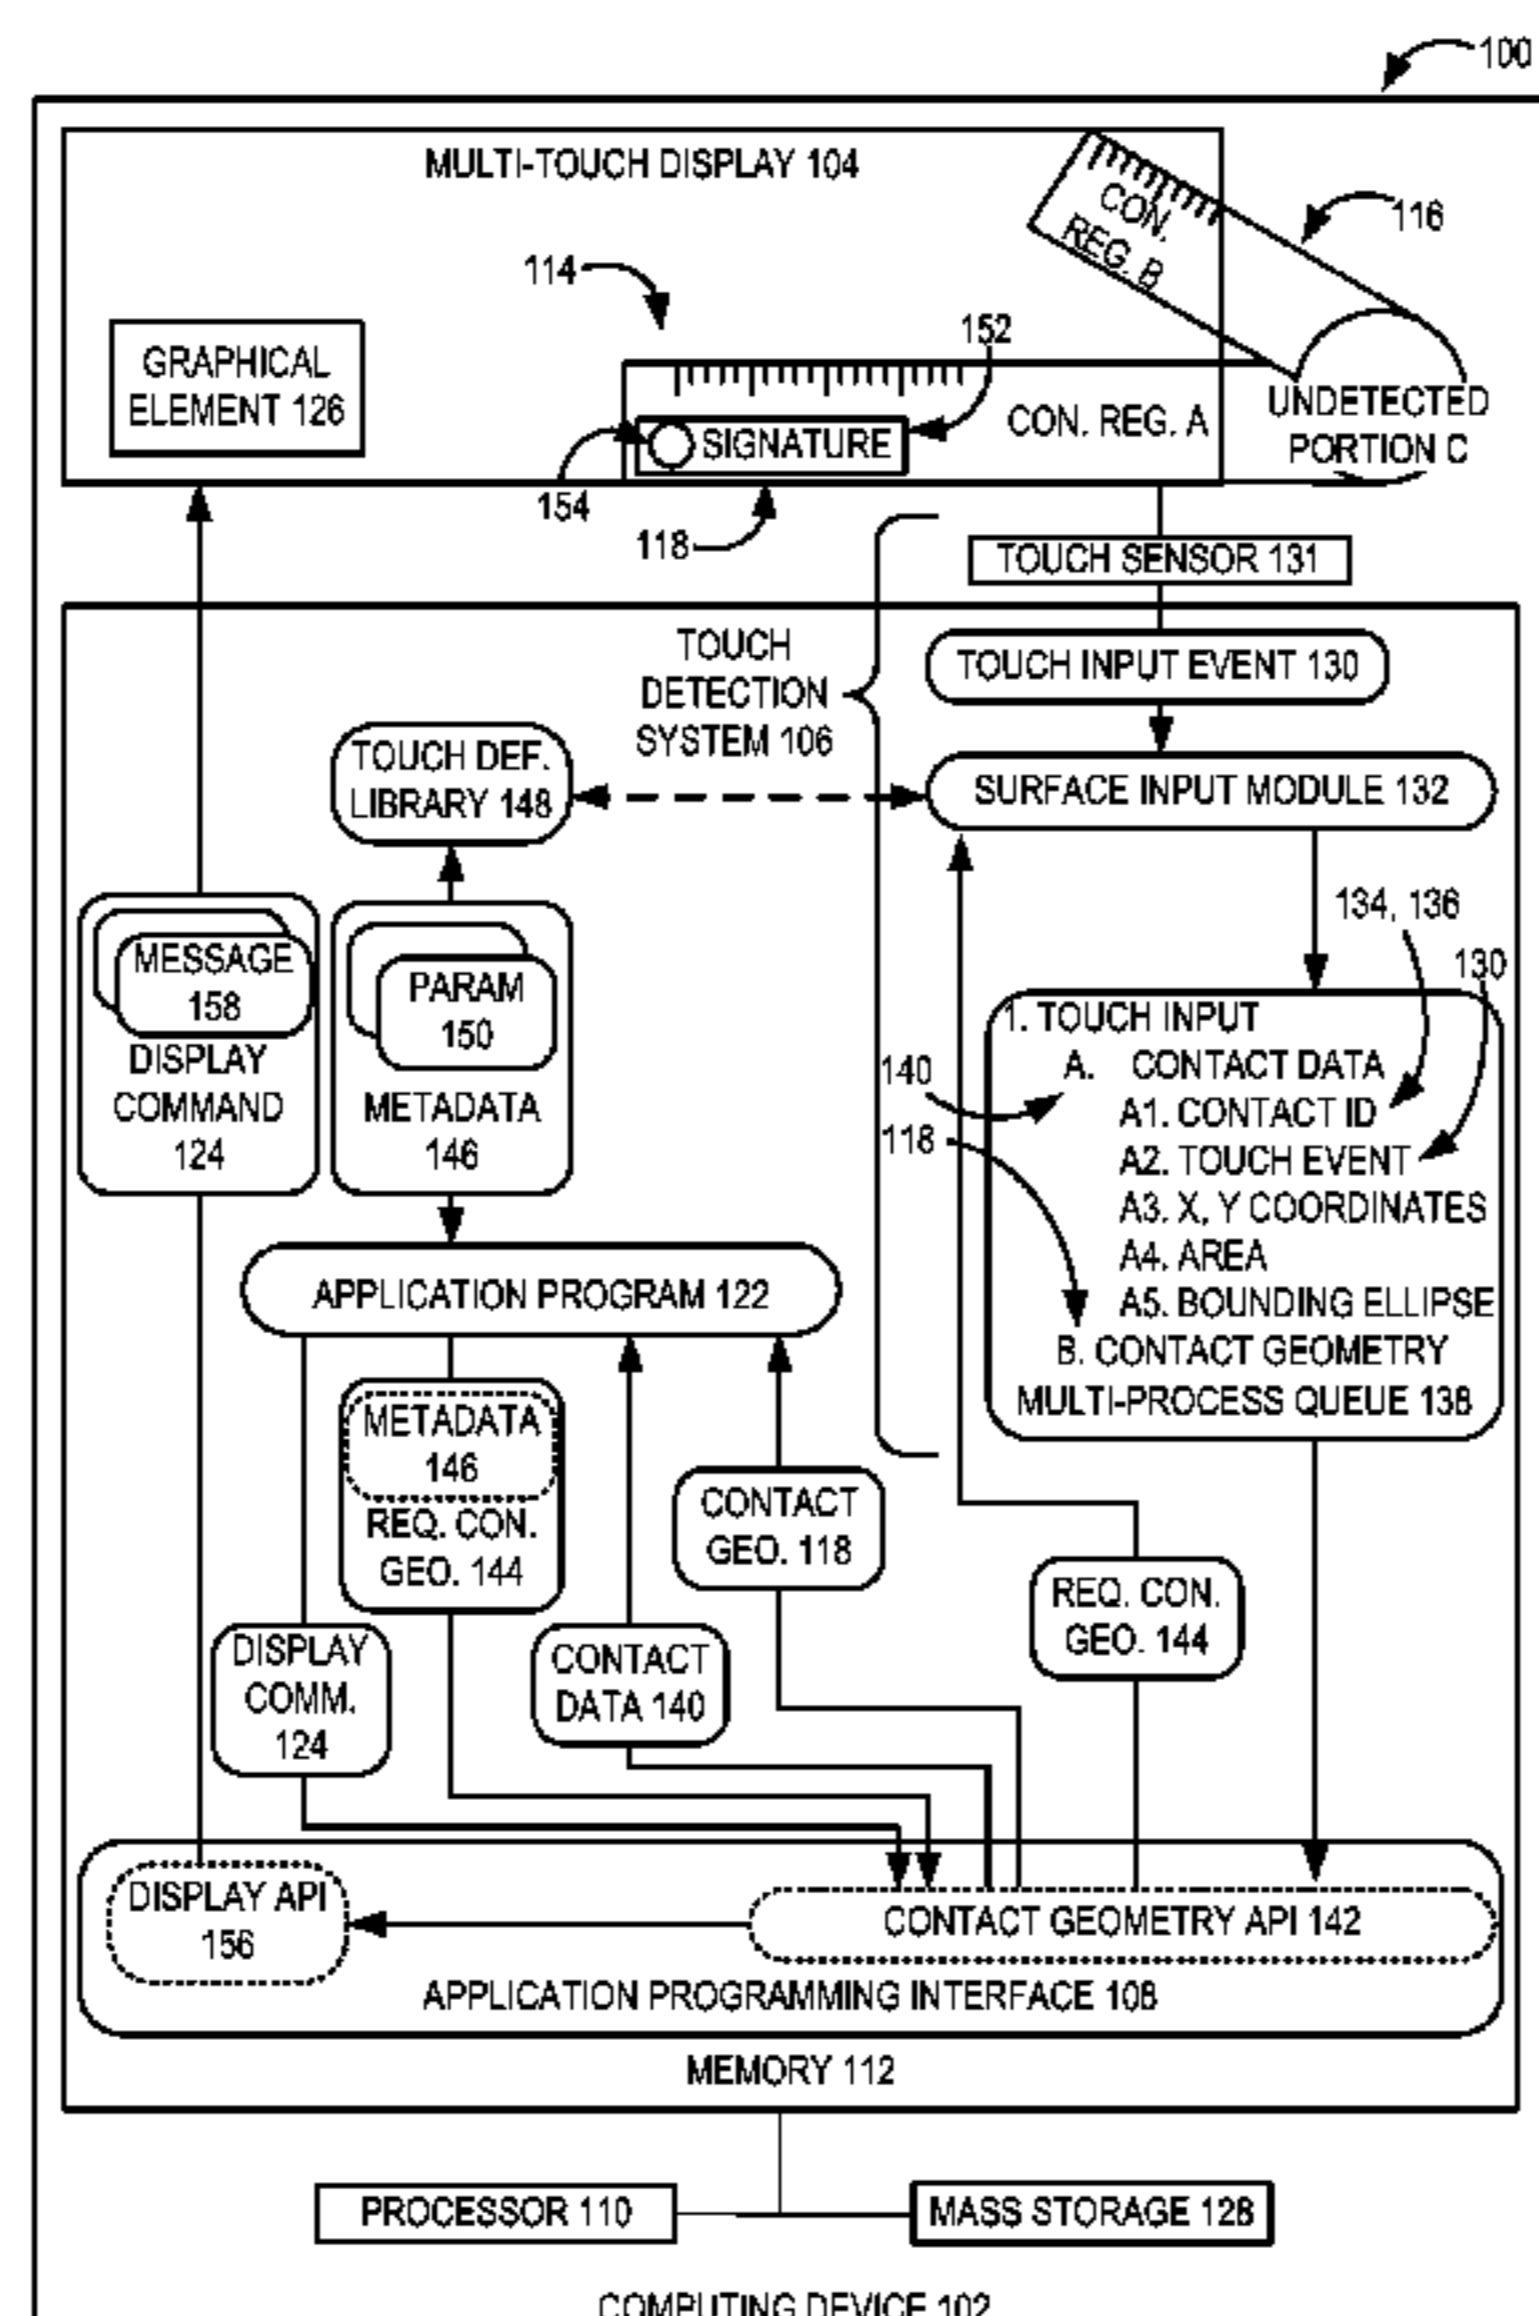 100
MULTI-TOUCH DISPLAY 104
CON.
REG. B
116
114
152
GRAPHICAL
ELEMENT 126
CON. REG. A
UNDETECTED
PORTION C
SIGNATURE
154
118
TOUCH SENSOR 131
TOUCH
DETECTION
SYSTEM 106
TOUCH INPUT EVENT 130
TOUCH DEF.
LIBRARY 148
SURFACE INPUT MODULE 132
134, 136
130
MESSAGE
158
DISPLAY
COMMAND
124
PARAM
150
METADATA
146
140
118
1. TOUCH INPUT
A. CONTACT DATA
A1. CONTACT ID
A2. TOUCH EVENT
A3. X, Y COORDINATES
A4. AREA
A5. BOUNDING ELLIPSE
B. CONTACT GEOMETRY
MULTI-PROCESS QUEUE 138
APPLICATION PROGRAM 122
METADATA
146
REQ. CON.
GEO. 144
CONTACT
GEO. 118
REQ. CON.
GEO. 144
DISPLAY
COMM.
124
CONTACT
DATA 140
DISPLAY API
156
CONTACT GEOMETRY API 142
APPLICATION PROGRAMMING INTERFACE 108
MEMORY 112
PROCESSOR 110
MASS STORAGE 128
COMPUTING DEVICE 102